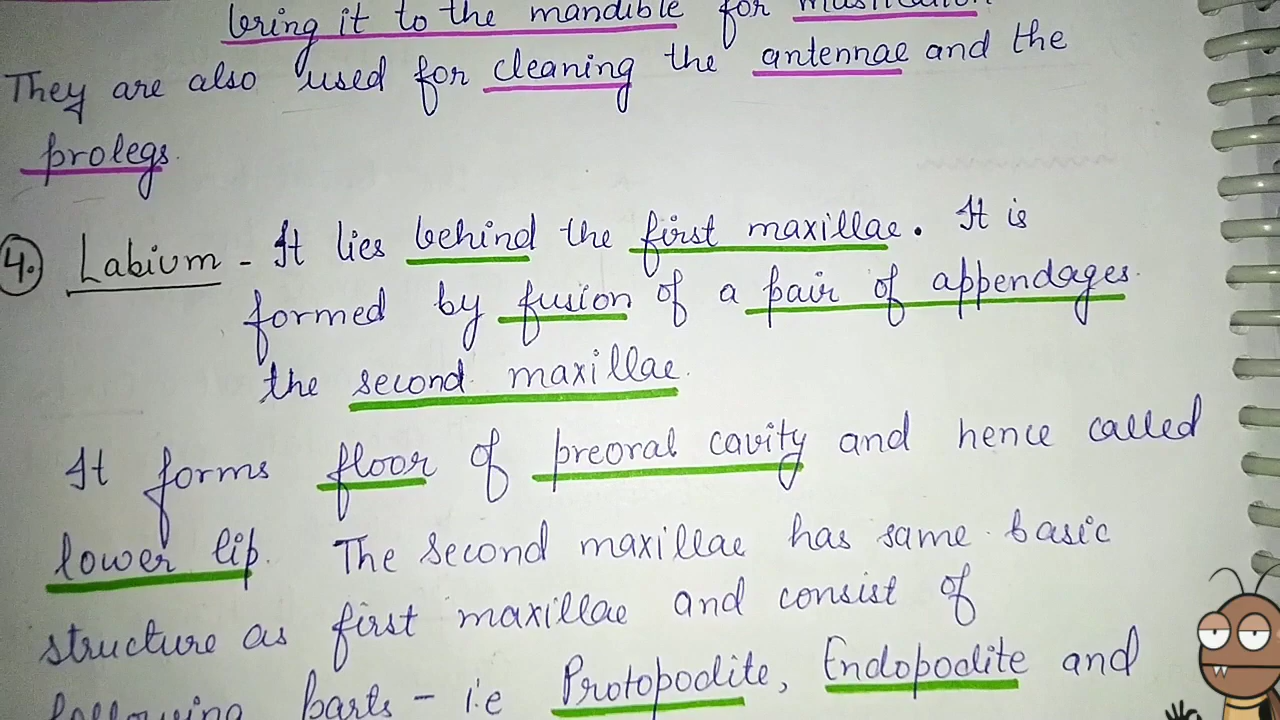 bring it to the mandible for mastication
They are also used for cleaning the antennae and the
prolegs.
4. Labium - It lies behind the first maxillae. It is
formed by fusion of a pair of appendages.
the second maxillae.
It forms floor of preoral cavity and hence called
lower lip. The second maxillae has same basic
structure as first maxillae and consist of
following parts - i.e Protopodite, Endopodite and